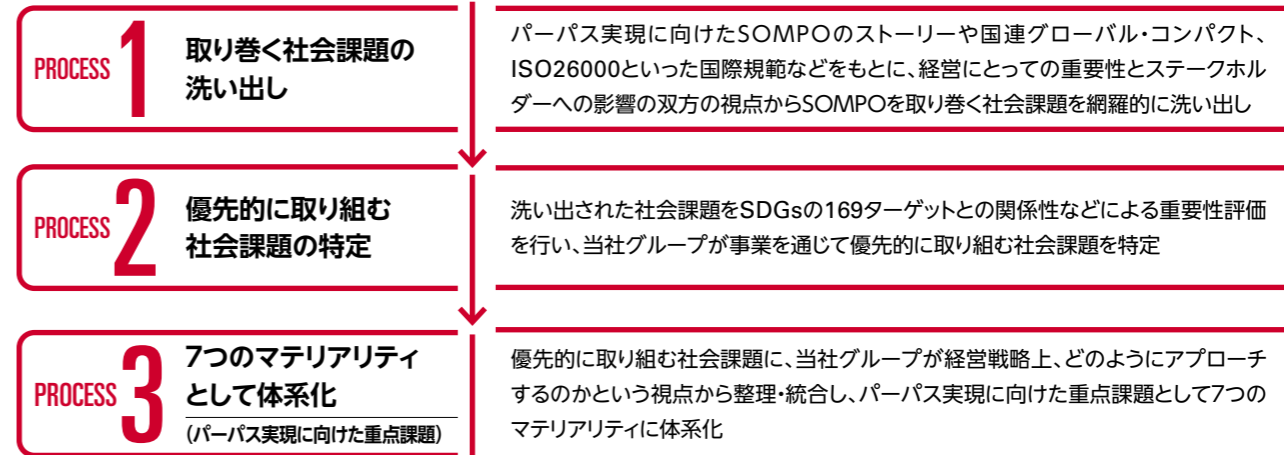 PROCESS 1
取り巻く社会課題の
洗い出し
パーパス実現に向けたSOMPOのストーリーや国連グローバル・コンパクト、
ISO26000といった国際規範などをもとに、経営にとっての重要性とステークホル
ダーへの影響の双方の視点からSOMPOを取り巻く社会課題を網羅的に洗い出し
PROCESS 2
優先的に取り組む
社会課題の特定
洗い出された社会課題をSDGsの169ターゲットとの関係性などによる重要性評価
を行い、当社グループが事業を通じて優先的に取り組む社会課題を特定
PROCESS 3
7つのマテリアリティ
として体系化
(パーパス実現に向けた重点課題)
優先的に取り組む社会課題に、当社グループが経営戦略上、どのようにアプローチ
するのかという視点から整理・統合し、パーパス実現に向けた重点課題として7つの
マテリアリティに体系化